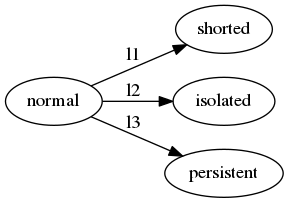 shorted
l1
normal
l2
isolated
l3
persistent